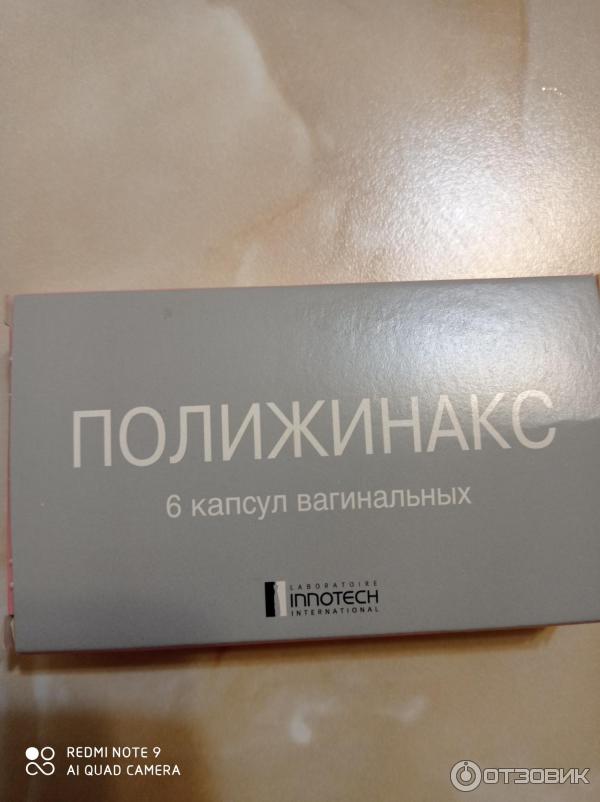 ПОЛИЖИНАКС
6 капсул вагинальных
LABORATOIRE
INNOTECH
INTERNATIONAL
REDMI NOTE 9
AI QUAD CAMERA
ОТЗОВИК